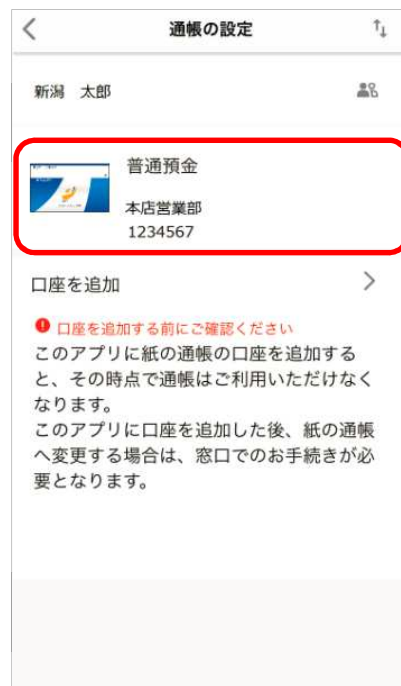 通帳の設定
新潟　太郎
普通預金
本店営業部
1234567
口座を追加
口座を追加する前にご確認ください
このアプリに紙の通帳の口座を追加する
と、その時点で通帳はご利用いただけなく
なります。
このアプリに口座を追加した後、紙の通帳
へ変更する場合は、窓口でのお手続きが必
要となります。